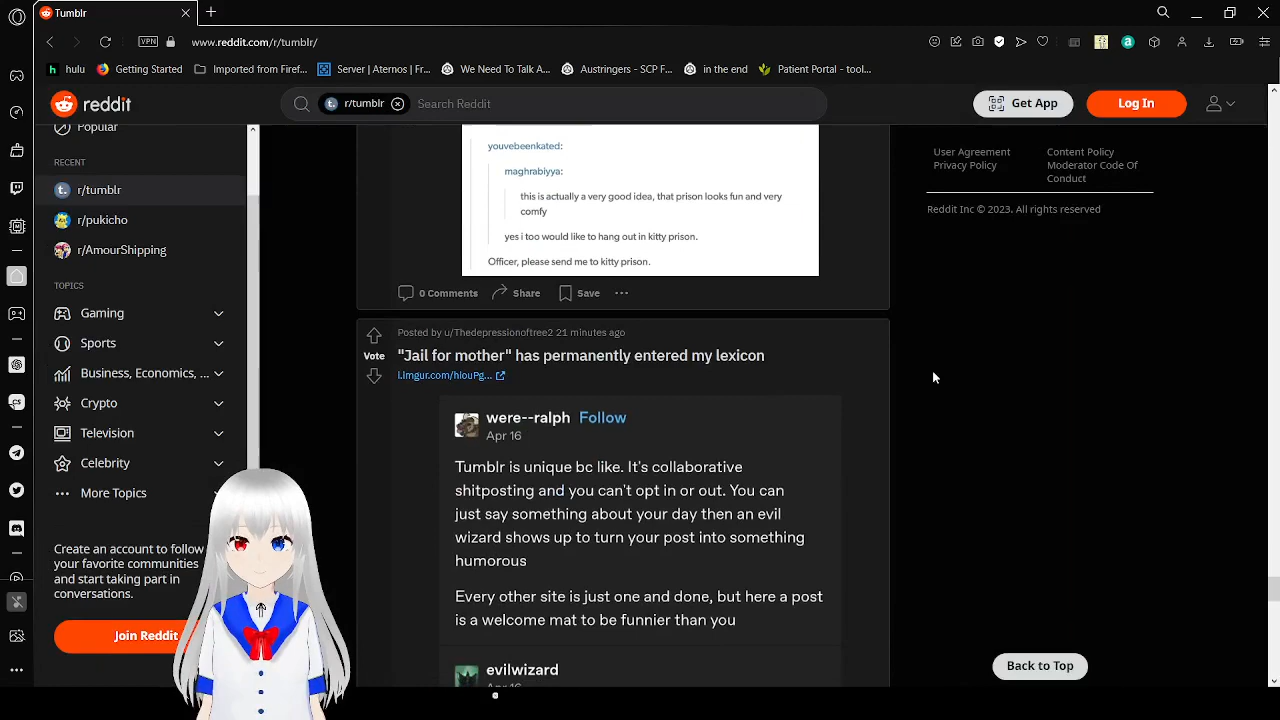 Tumblr
VPN
www.reddit.com/r/tumblr/
hulu
Getting Started
Imported from Firef...
Server | Aternos | Fr...
We Need To Talk A...
Austringers - SCP F...
in the end
Patient Portal - tool...
reddit
r/tumblr
Search Reddit
Get App
Log In
Popular
RECENT
r/tumblr
r/pukicho
r/AmourShipping
TOPICS
Gaming
Sports
Business, Economics, ...
Crypto
Television
Celebrity
More Topics
Create an account to follow
your favorite communities
and start taking part in
conversations.
Join Reddit
youvebeenkated:
maghrabiyya:
this is actually a very good idea, that prison looks fun and very
comfy
yes i too would like to hang out in kitty prison.
Officer, please send me to kitty prison.
0 Comments
Share
Save
Vote
Posted by u/Thedepressionoftree2 21 minutes ago
"Jail for mother" has permanently entered my lexicon
i.imgur.com/hlouPg...
were--ralph Follow
Apr 16
Tumblr is unique bc like. It's collaborative
shitposting and you can't opt in or out. You can
just say something about your day then an evil
wizard shows up to turn your post into something
humorous
Every other site is just one and done, but here a post
is a welcome mat to be funnier than you
evilwizard
Apr 16
User Agreement
Privacy Policy
Content Policy
Moderator Code Of
Conduct
Reddit Inc © 2023. All rights reserved
Back to Top